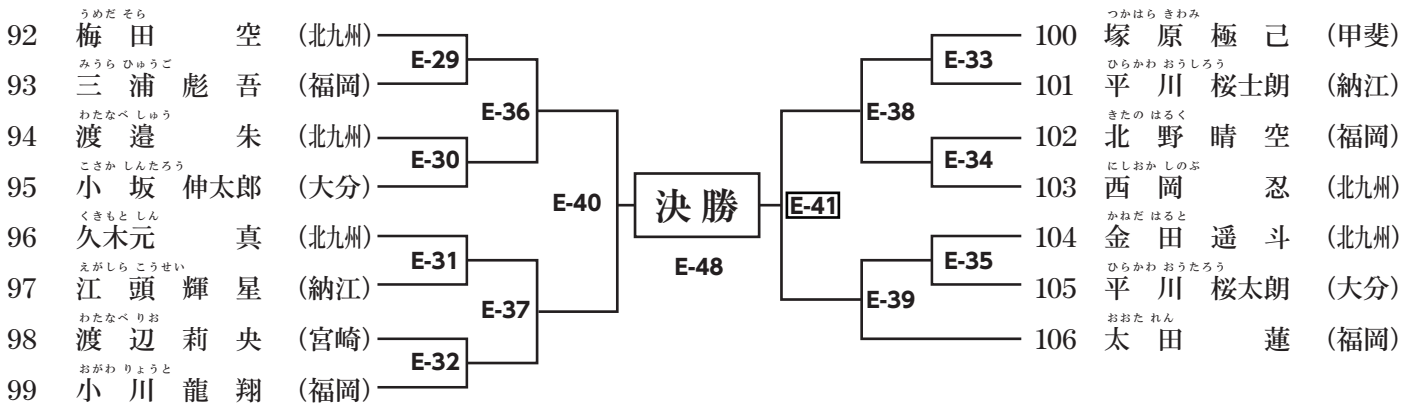 うめだ そら
92 梅田 空 (北九州)
みうら ひゅうご
93 三浦 彪吾 (福岡)
わたなべ しゅう
94 渡邉 朱 (北九州)
こさか しんたろう
95 小坂 伸太郎 (大分)
くきもと しん
96 久木元 真 (北九州)
えがしら こうせい
97 江頭 輝星 (納江)
わたなべ りお
98 渡辺 莉央 (宮崎)
おがわ りょうと
99 小川 龍翔 (福岡)
E-29
E-30
E-31
E-32
E-36
E-37
E-40
決勝
E-48
E-41
E-38
E-39
E-33
E-34
E-35
つかはら きわみ
100 塚原 極己 (甲斐)
ひらかわ おうしろう
101 平川 桜士朗 (納江)
きたの はるく
102 北野 晴空 (福岡)
にしおか しのぶ
103 西岡 忍 (北九州)
かねだ はると
104 金田 遥斗 (北九州)
ひらかわ おうたろう
105 平川 桜太朗 (大分)
おおた れん
106 太田 蓮 (福岡)